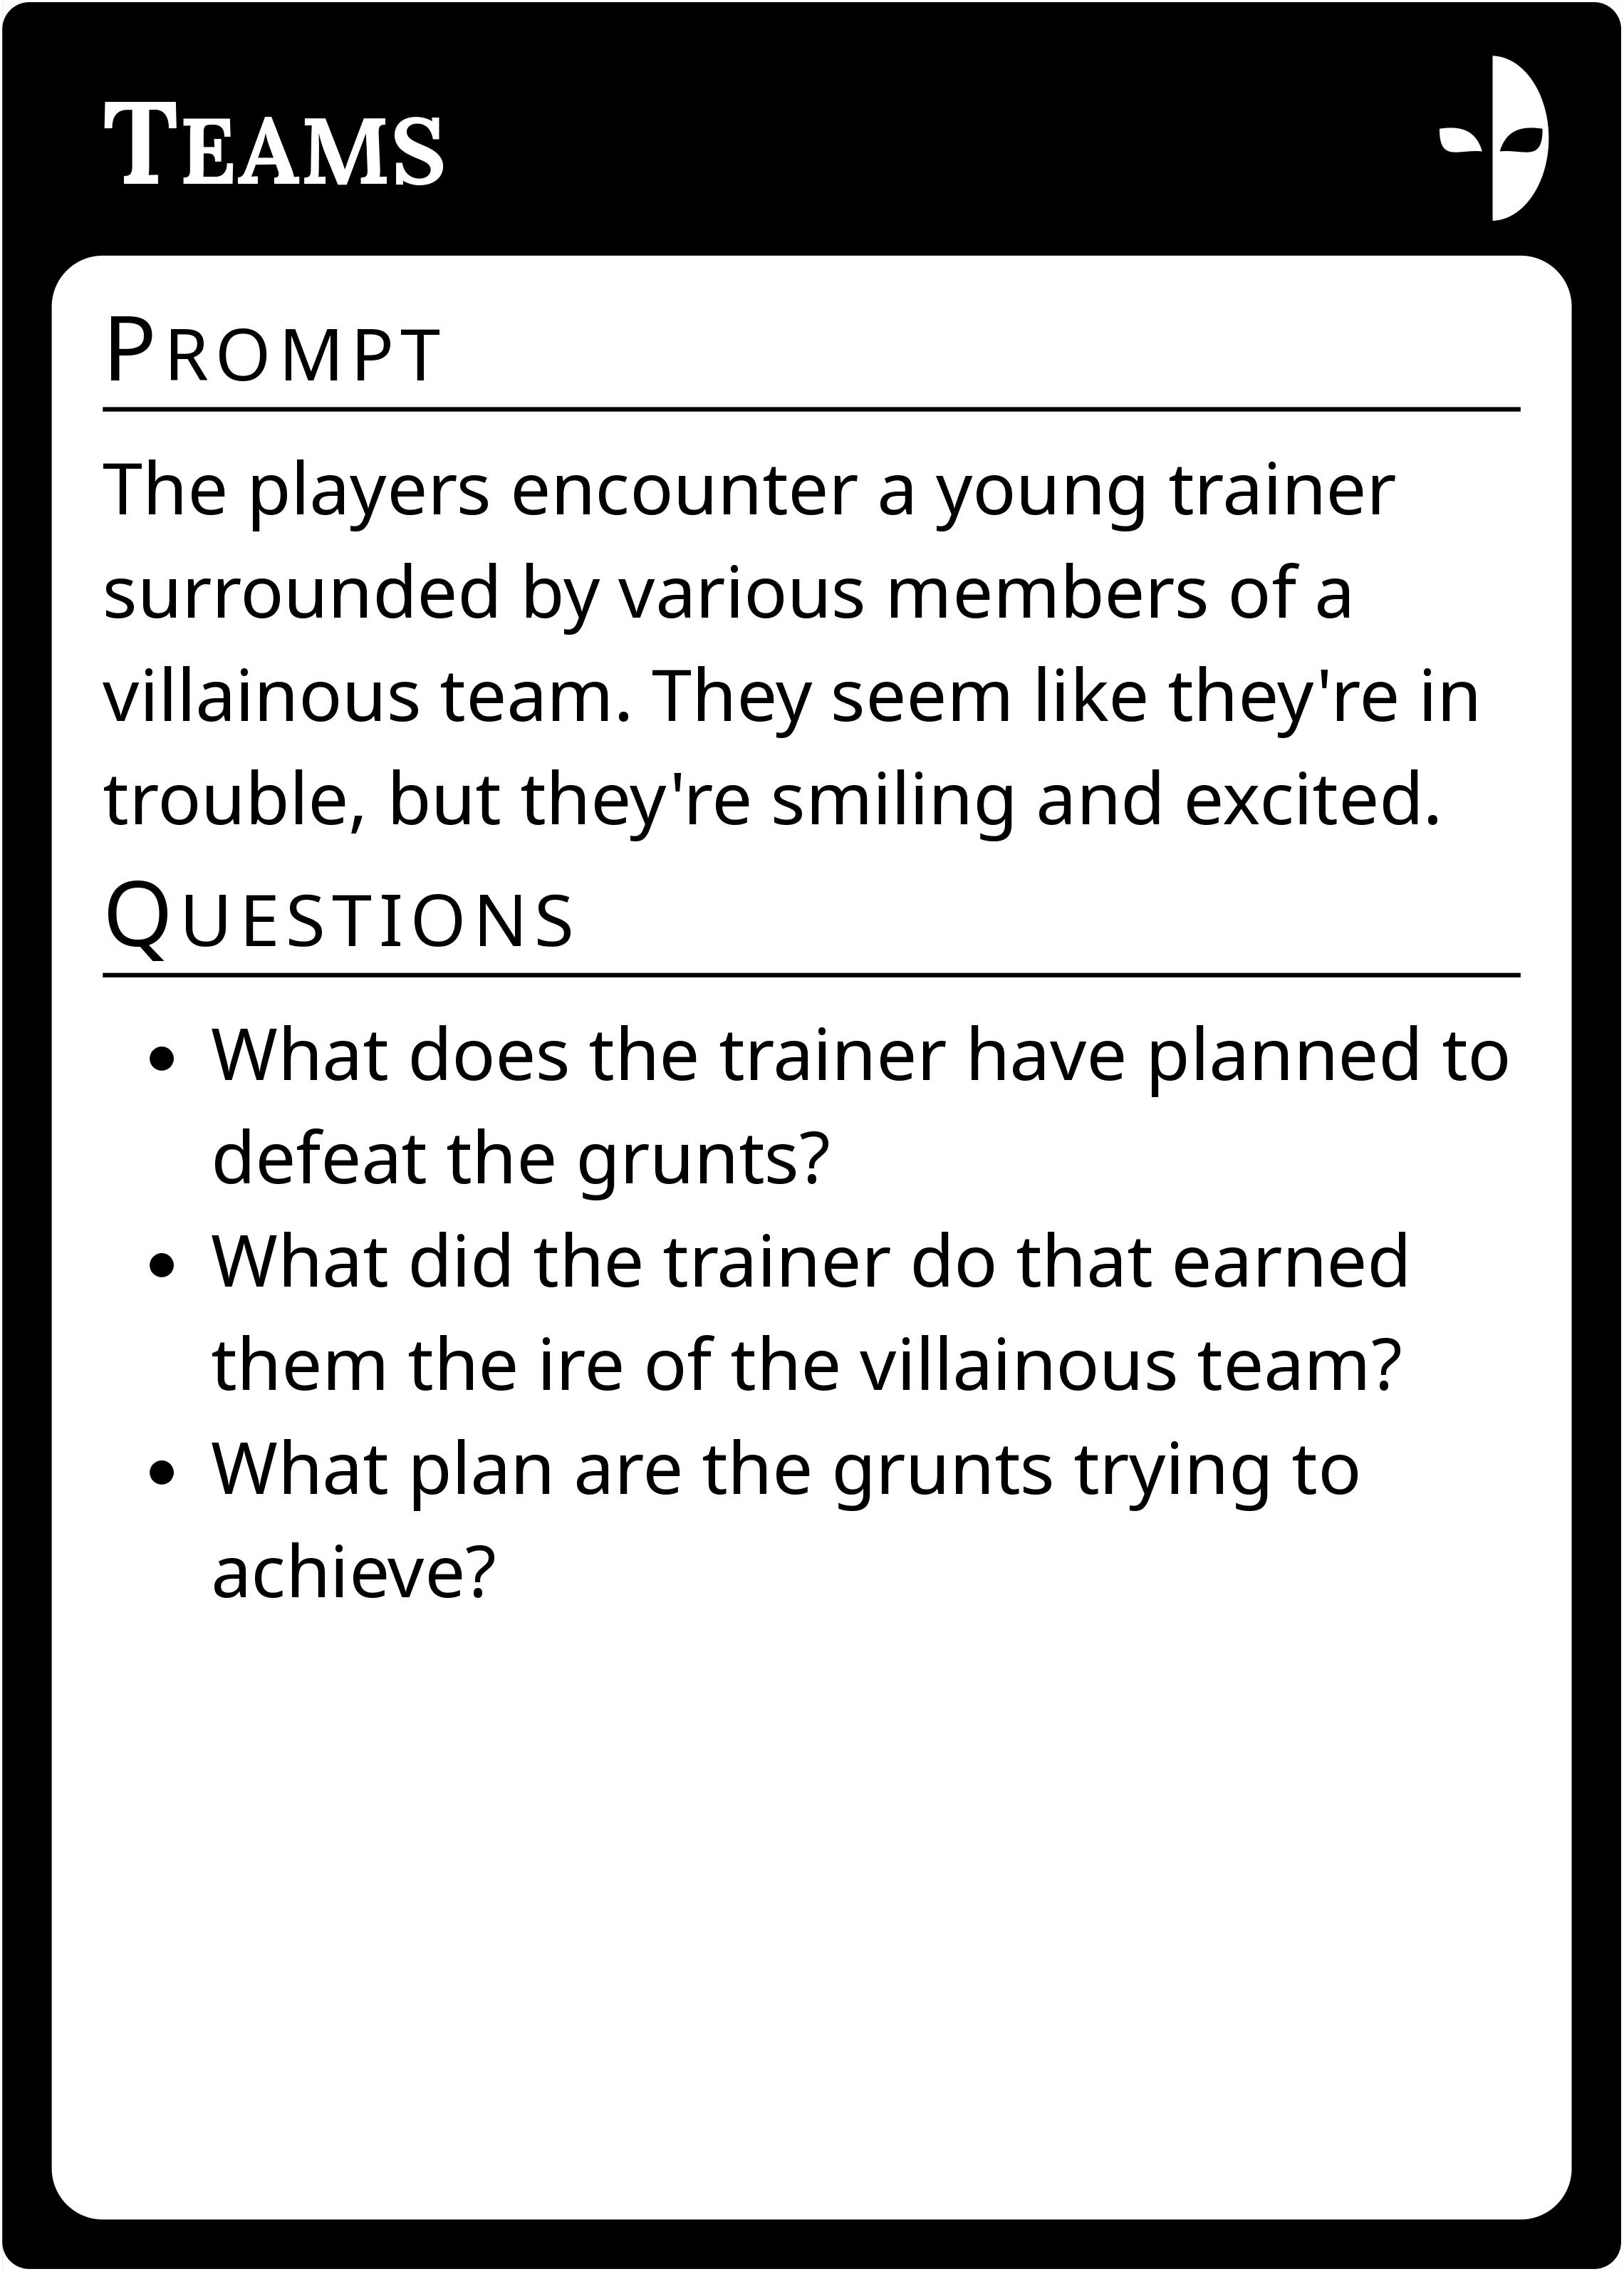 Teams
Prompt
The players encounter a young trainer
surrounded by various members of a
villainous team. They seem like they're in
trouble, but they're smiling and excited.
Questions
• What does the trainer have planned to
defeat the grunts?
• What did the trainer do that earned
them the ire of the villainous team?
• What plan are the grunts trying to
achieve?